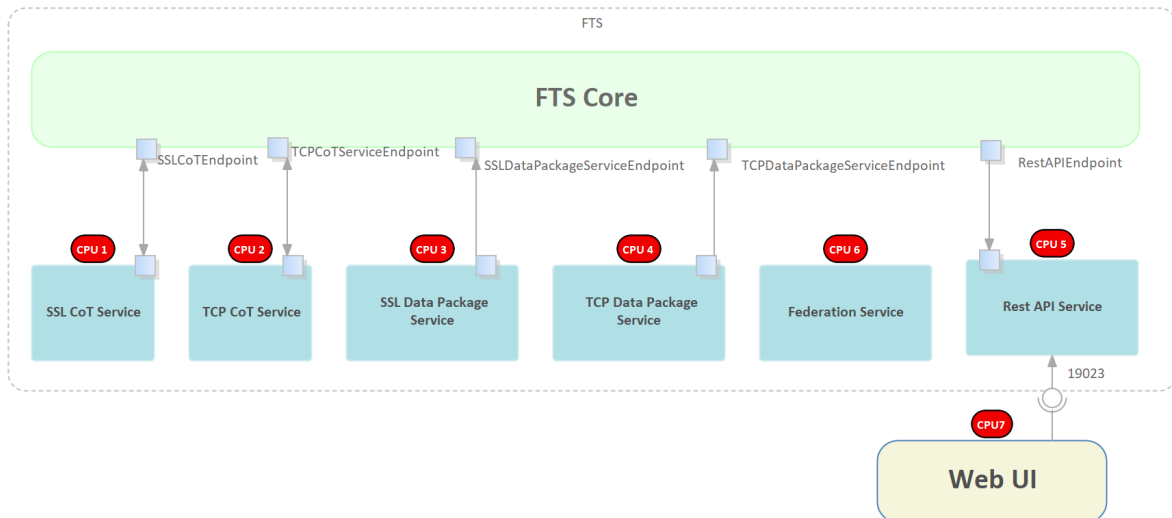 FTS
FTS Core
SSLCoTEndpoint
TCPCoTServiceEndpoint
SSLDataPackageServiceEndpoint
TCPDataPackageServiceEndpoint
RestAPIEndpoint
CPU 1
CPU 2
CPU 3
CPU 4
CPU 6
CPU 5
SSL CoT Service
TCP CoT Service
SSL Data Package
Service
TCP Data Package
Service
Federation Service
Rest API Service
19023
CPU7
Web UI